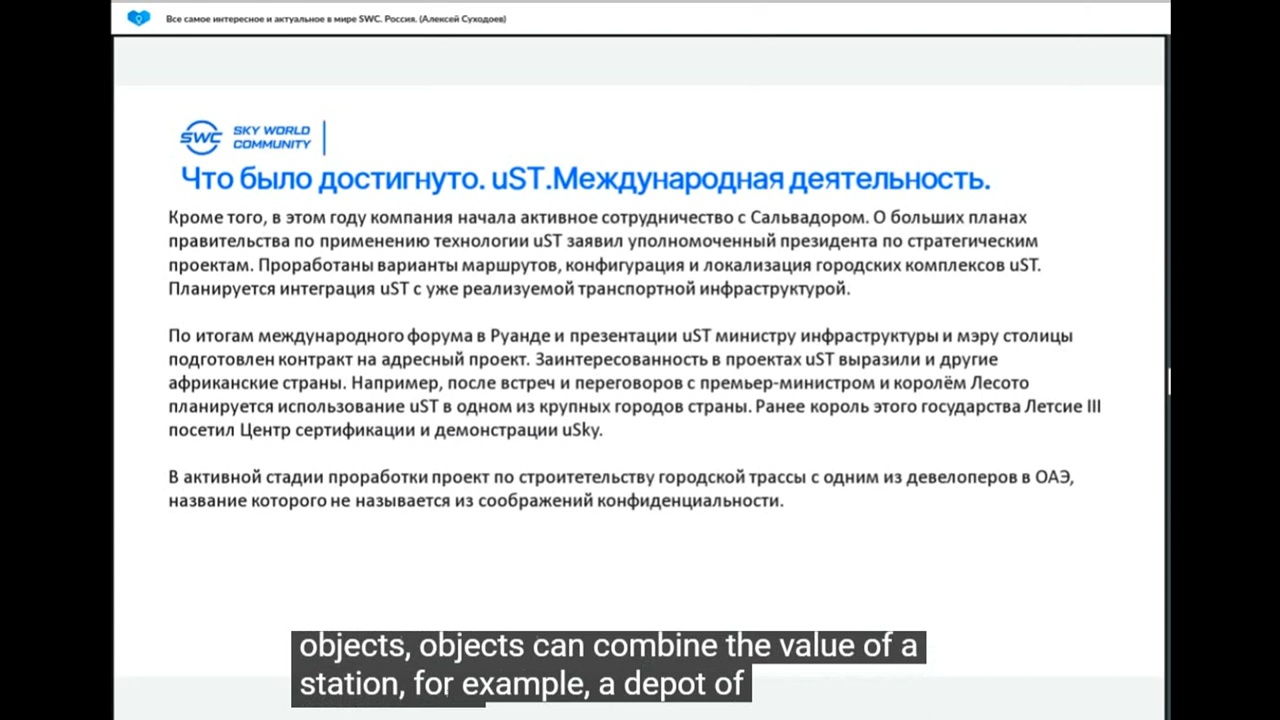 Все самое интересное и актуальное в мире SWC. Россия. (Алексей Суходоев)
SWC
SKY WORLD
COMMUNITY
Что было достигнуто. uST.Международная деятельность.
Кроме того, в этом году компания начала активное сотрудничество с Сальвадором. О больших планах
правительства по применению технологии uST заявил уполномоченный президента по стратегическим
проектам. Проработаны варианты маршрутов, конфигурация и локализация городских комплексов uST.
Планируется интеграция uST с уже реализуемой транспортной инфраструктурой.
По итогам международного форума в Руанде и презентации uST министру инфраструктуры и мэру столицы
подготовлен контракт на адресный проект. Заинтересованность в проектах uST выразили и другие
африканские страны. Например, после встреч и переговоров с премьер-министром и королём Лесото
планируется использование uST в одном из крупных городов страны. Ранее король этого государства Летсие III
посетил Центр сертификации и демонстрации uSky.
В активной стадии проработки проект по строитетельству городской трассы с одним из девелоперов в ОАЭ,
название которого не называется из соображений конфиденциальности.
objects, objects can combine the value of a
station, for example, a depot of